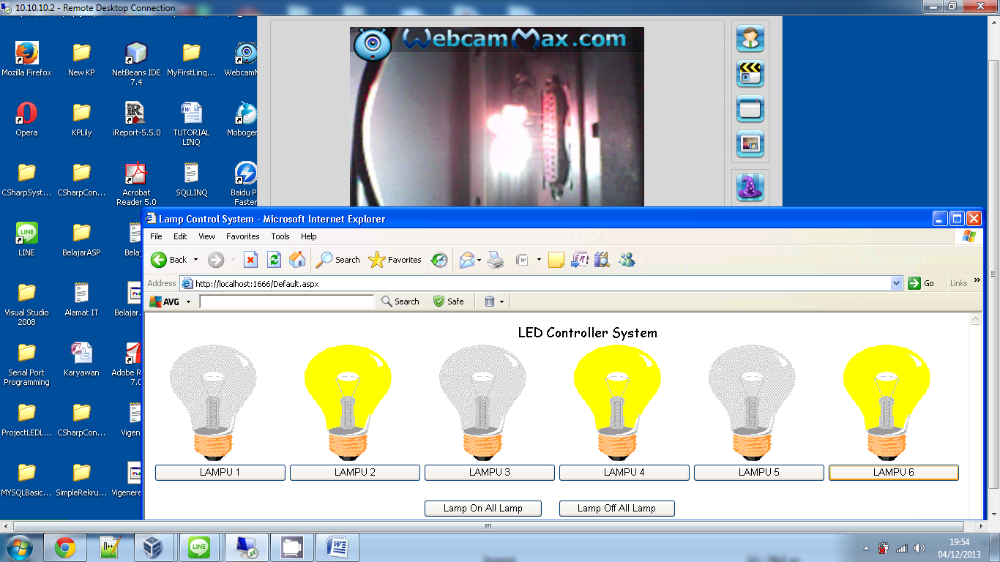 10.10.10.2 - Remote Desktop Connection
WebcamMax.com
Mozilla Firefox
New KP
NetBeans IDE
7.4
MyFirstLinq...
WebcamM
Opera
KPLily
iReport-5.5.0
TUTORIAL
LINQ
Moboge
CSharpSyst...
CSharpCon...
Acrobat
Reader 5.0
SQLLINQ
Baidu P
Faster
LINE
BelajarASP
Belaj
Visual Studio
2008
Alamat IT
Belajar
Serial Port
Programming
Karyawan
Adobe R
7.0
ProjectLEDL...
CSharpCon...
Vigen
MYSQLBasic...
SimpleRekru...
Vigenere
Lamp Control System - Microsoft Internet Explorer
File Edit View Favorites Tools Help
Back Search Favorites
Address http://localhost:1666/Default.aspx Go Links »
AVG Search Safe
LED Controller System
LAMPU 1 LAMPU 2 LAMPU 3 LAMPU 4 LAMPU 5 LAMPU 6
Lamp On All Lamp Lamp Off All Lamp
19:54
04/12/2013